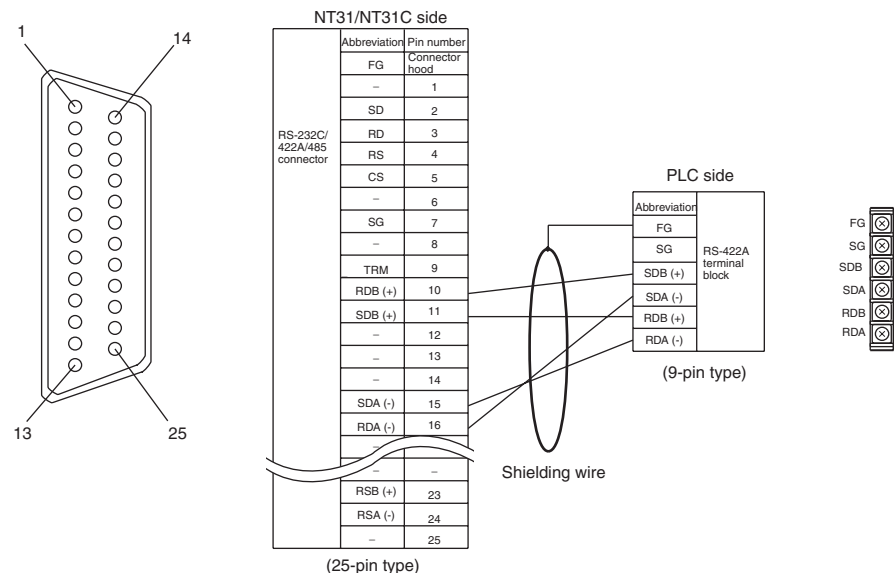 1
14
13
25
NT31/NT31C side
Abbreviation Pin number
FG Connector hood
– 1
SD 2
RD 3
RS-232C/
422A/485
connector
RS 4
CS 5
– 6
SG 7
– 8
TRM 9
RDB (+) 10
SDB (+) 11
– 12
– 13
– 14
SDA (-) 15
RDA (-) 16
–
– –
RSB (+) 23
RSA (-) 24
– 25
(25-pin type)
Shielding wire
PLC side
Abbreviation
FG
SG
SDB (+)
SDA (-)
RDB (+)
RDA (-)
RS-422A
terminal
block
(9-pin type)
FG
SG
SDB
SDA
RDB
RDA